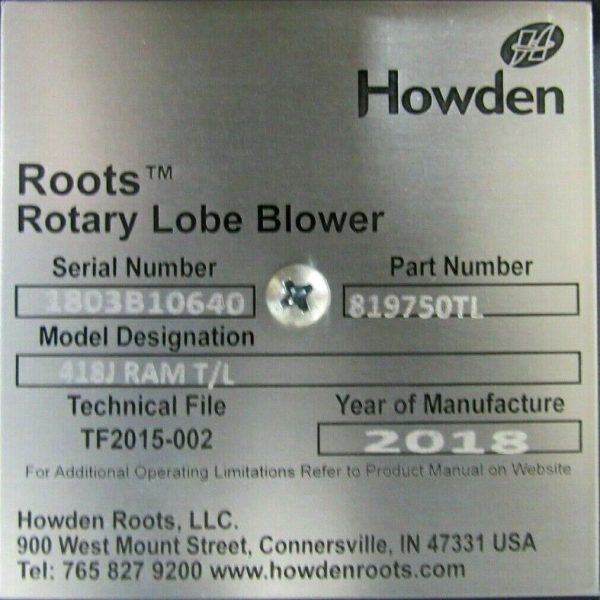 Howden
Roots™
Rotary Lobe Blower
Serial Number Part Number
1803B10640 819750TL
Model Designation
418J RAM T/L
Technical File Year of Manufacture
TF2015-002 2018
For Additional Operating Limitations Refer to Product Manual on Website
Howden Roots, LLC.
900 West Mount Street, Connersville, IN 47331 USA
Tel: 765 827 9200 www.howdenroots.com